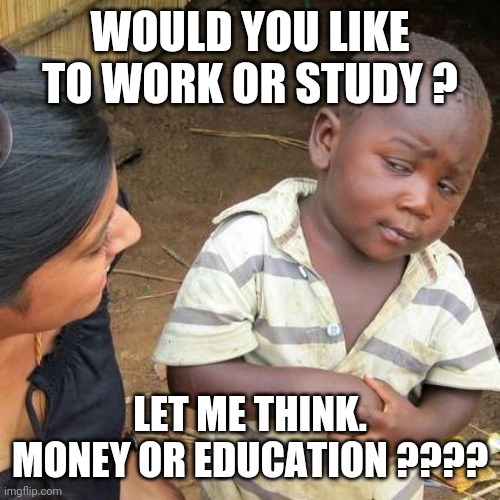 WOULD YOU LIKE
TO WORK OR STUDY ?
LET ME THINK.
MONEY OR EDUCATION ????
imgflip.com